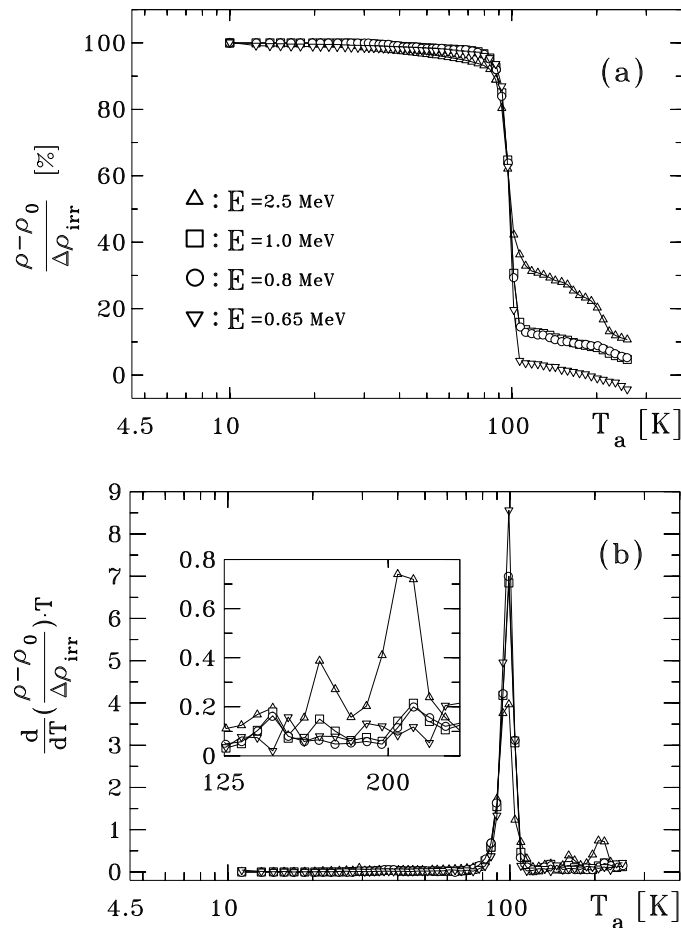 100
80
60
40
20
0
ρ−ρ0
Δρirr
[%]
(a)
△ : E =2.5 MeV
□ : E =1.0 MeV
○ : E =0.8 MeV
▽ : E =0.65 MeV
4.5
10
100
Ta [K]
9
8
7
6
5
4
3
2
1
0
d/dT(ρ−ρ0/Δρirr)·T
(b)
0.8
0.6
0.4
0.2
0
125
200
4.5
10
100
Ta [K]